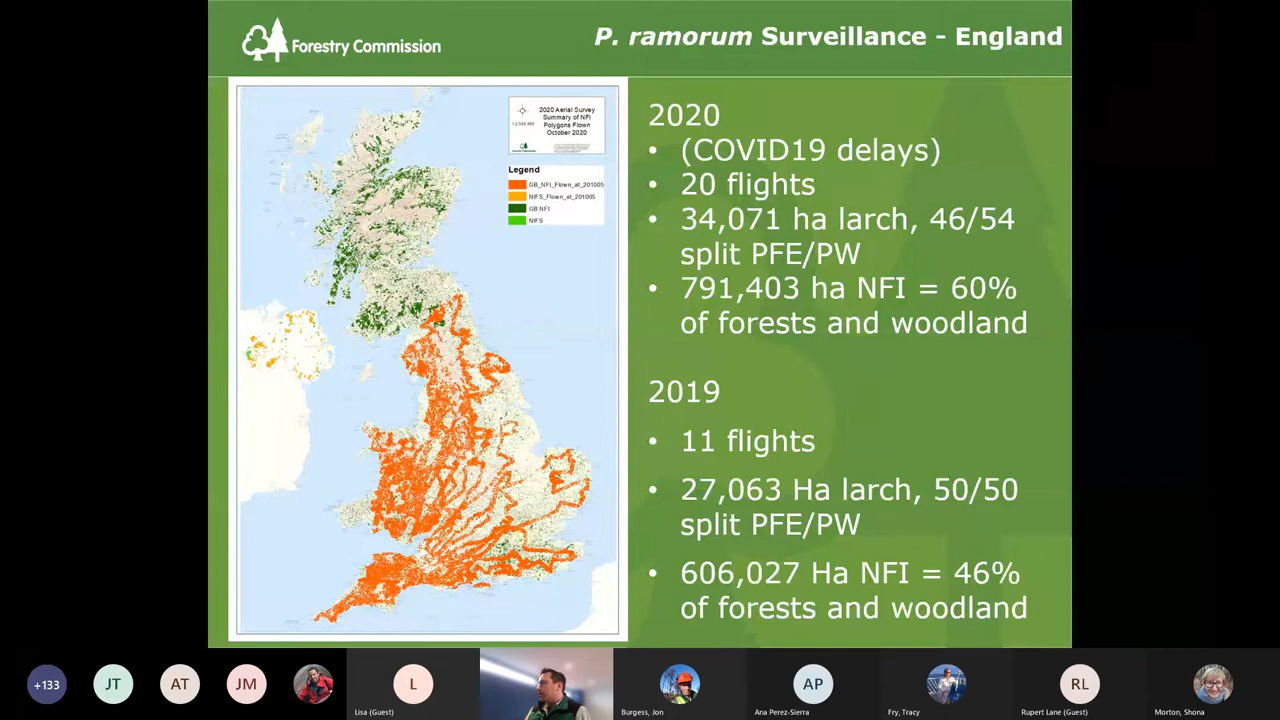 Forestry Commission
P. ramorum Surveillance - England
2020 Aerial Survey
Summary of NFI
Polygons Flown
October 2020
Legend
GB_NFI_Flown_at_201005
NIFS_Flown_at_201005
GB NFI
NIFS
2020
• (COVID19 delays)
• 20 flights
• 34,071 ha larch, 46/54
split PFE/PW
• 791,403 ha NFI = 60%
of forests and woodland
2019
• 11 flights
• 27,063 Ha larch, 50/50
split PFE/PW
• 606,027 Ha NFI = 46%
of forests and woodland
+133
JT
AT
JM
L
Lisa (Guest)
Burgess, Jon
AP
Ana Perez-Sierra
Fry, Tracy
RL
Rupert Lane (Guest)
Morton, Shona